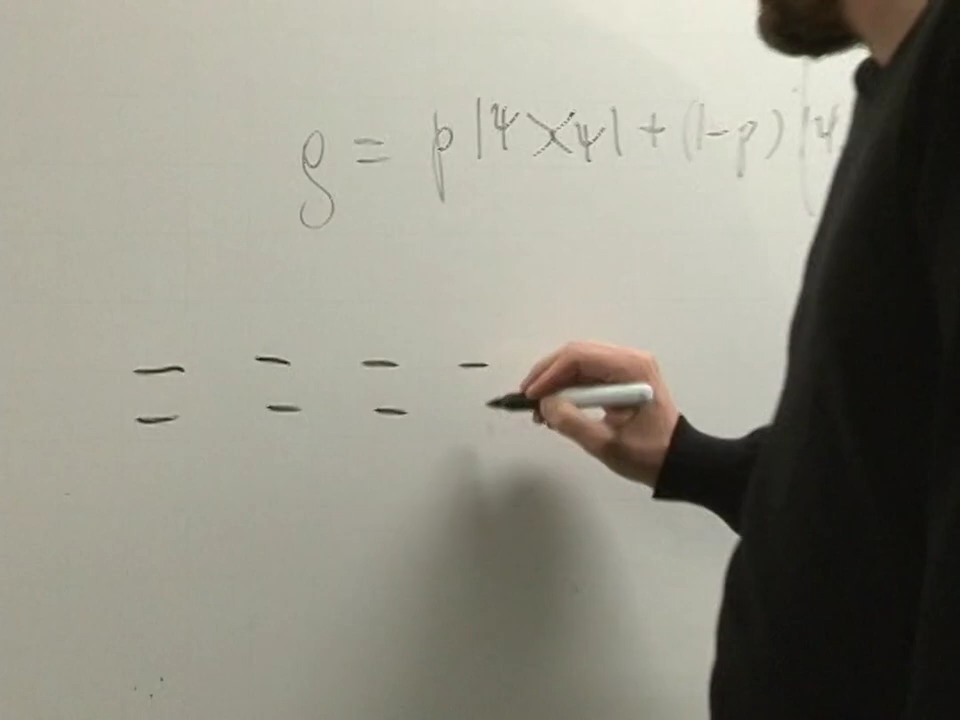 ρ = p |ψ⟩⟨ψ| + (1-p) |ψ
= = = -